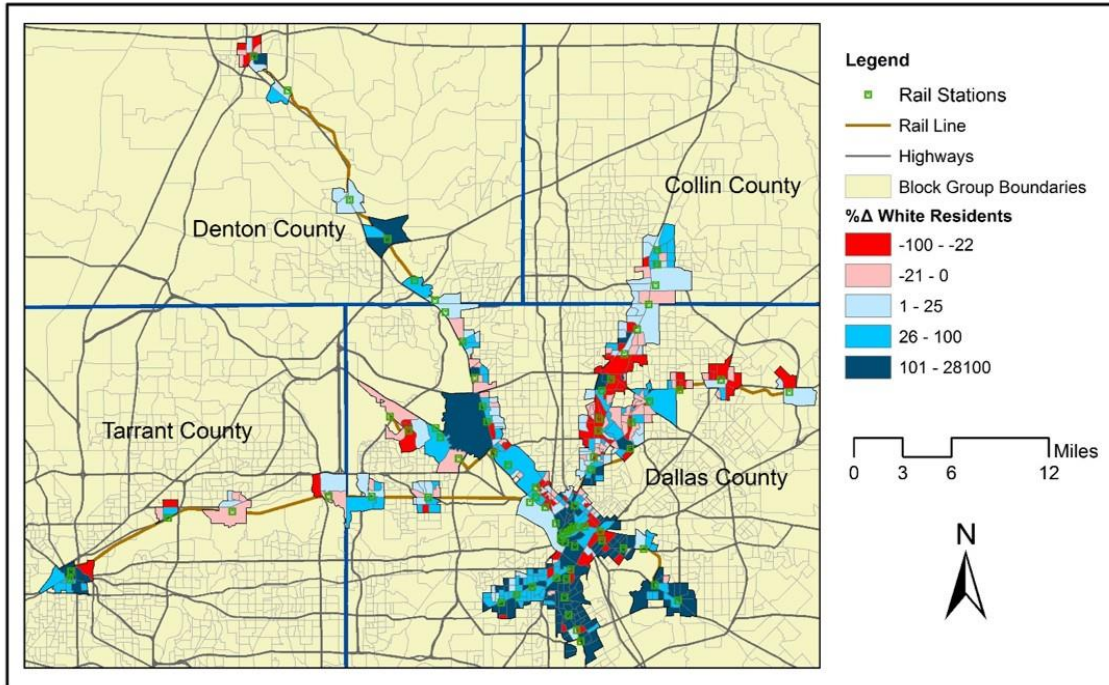 Denton County
Collin County
Tarrant County
Dallas County
Legend
Rail Stations
Rail Line
Highways
Block Group Boundaries
%Δ White Residents
-100 - -22
-21 - 0
1 - 25
26 - 100
101 - 28100
Miles
0 3 6 12
N